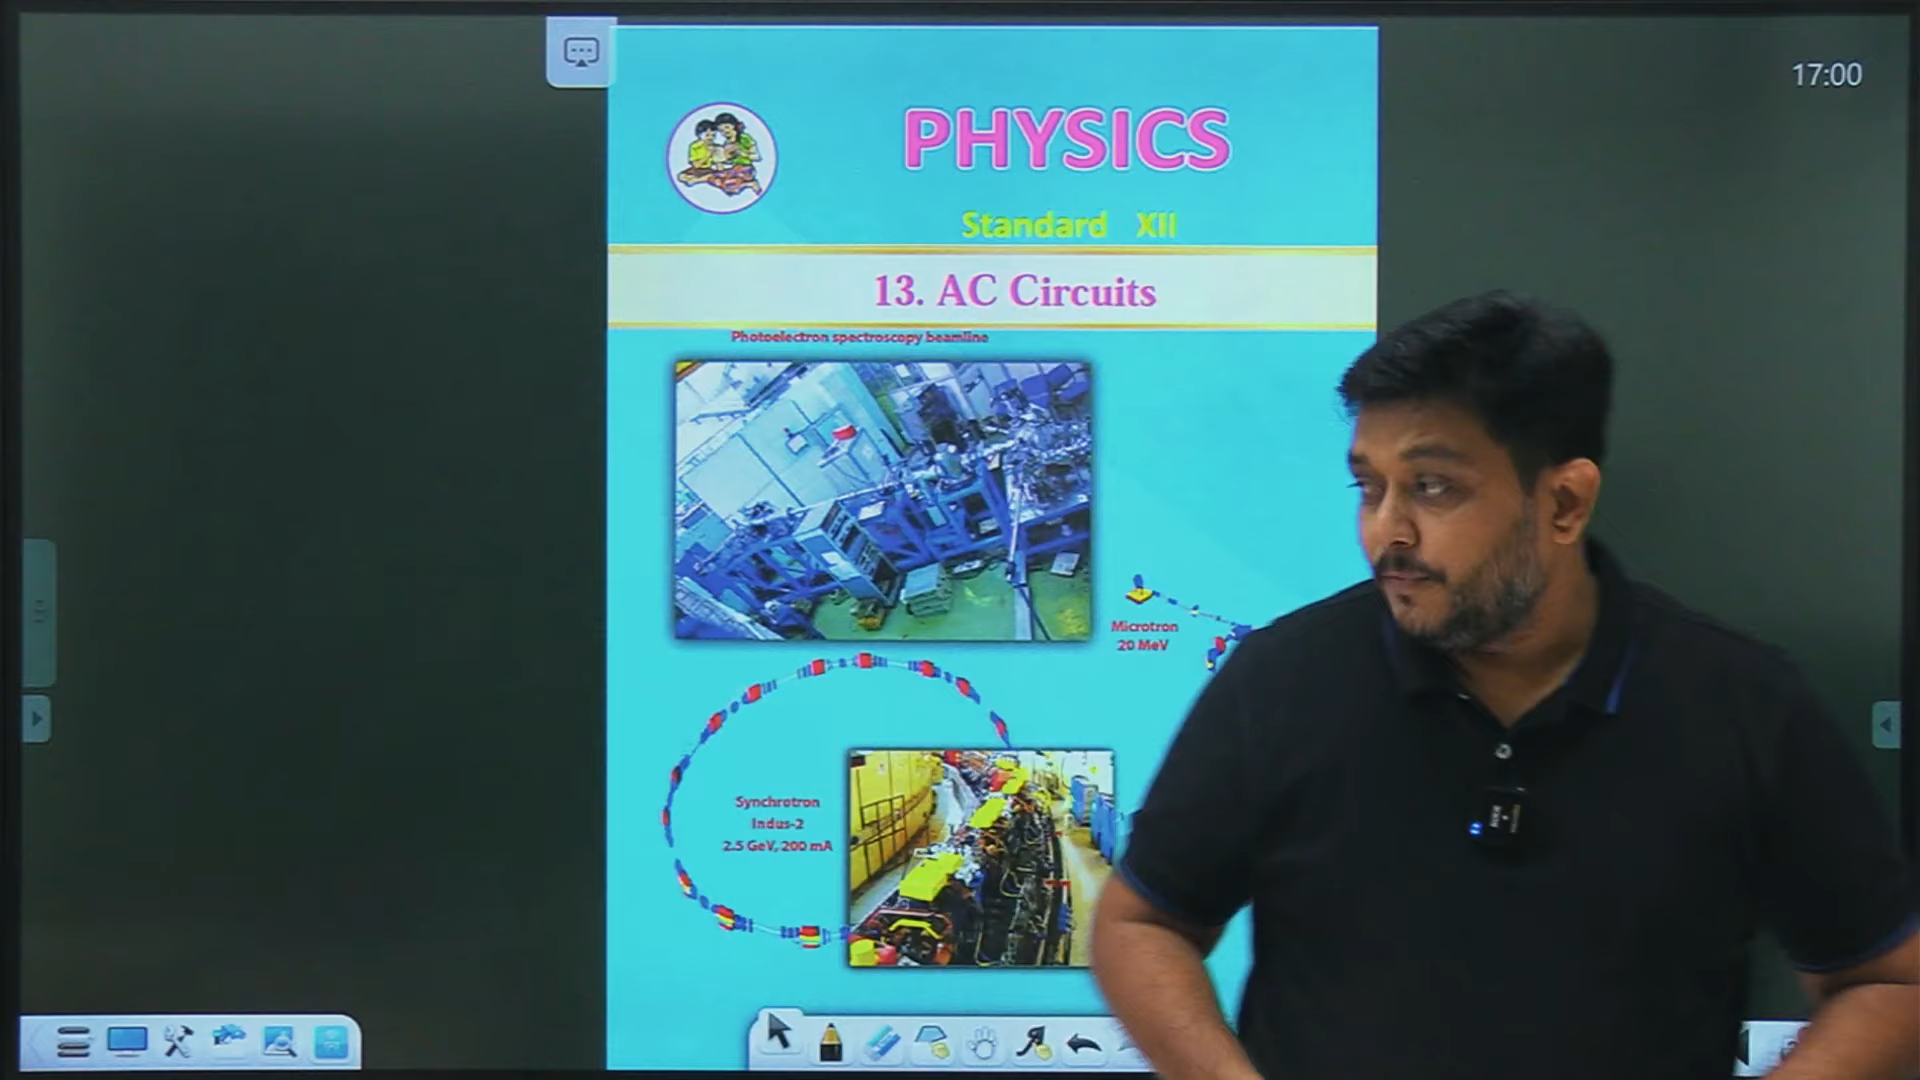 17:00
PHYSICS
Standard XII
13. AC Circuits
Photoelectron spectroscopy beamline
Microtron
20 MeV
Synchrotron
Indus-2
2.5 GeV, 200 mA